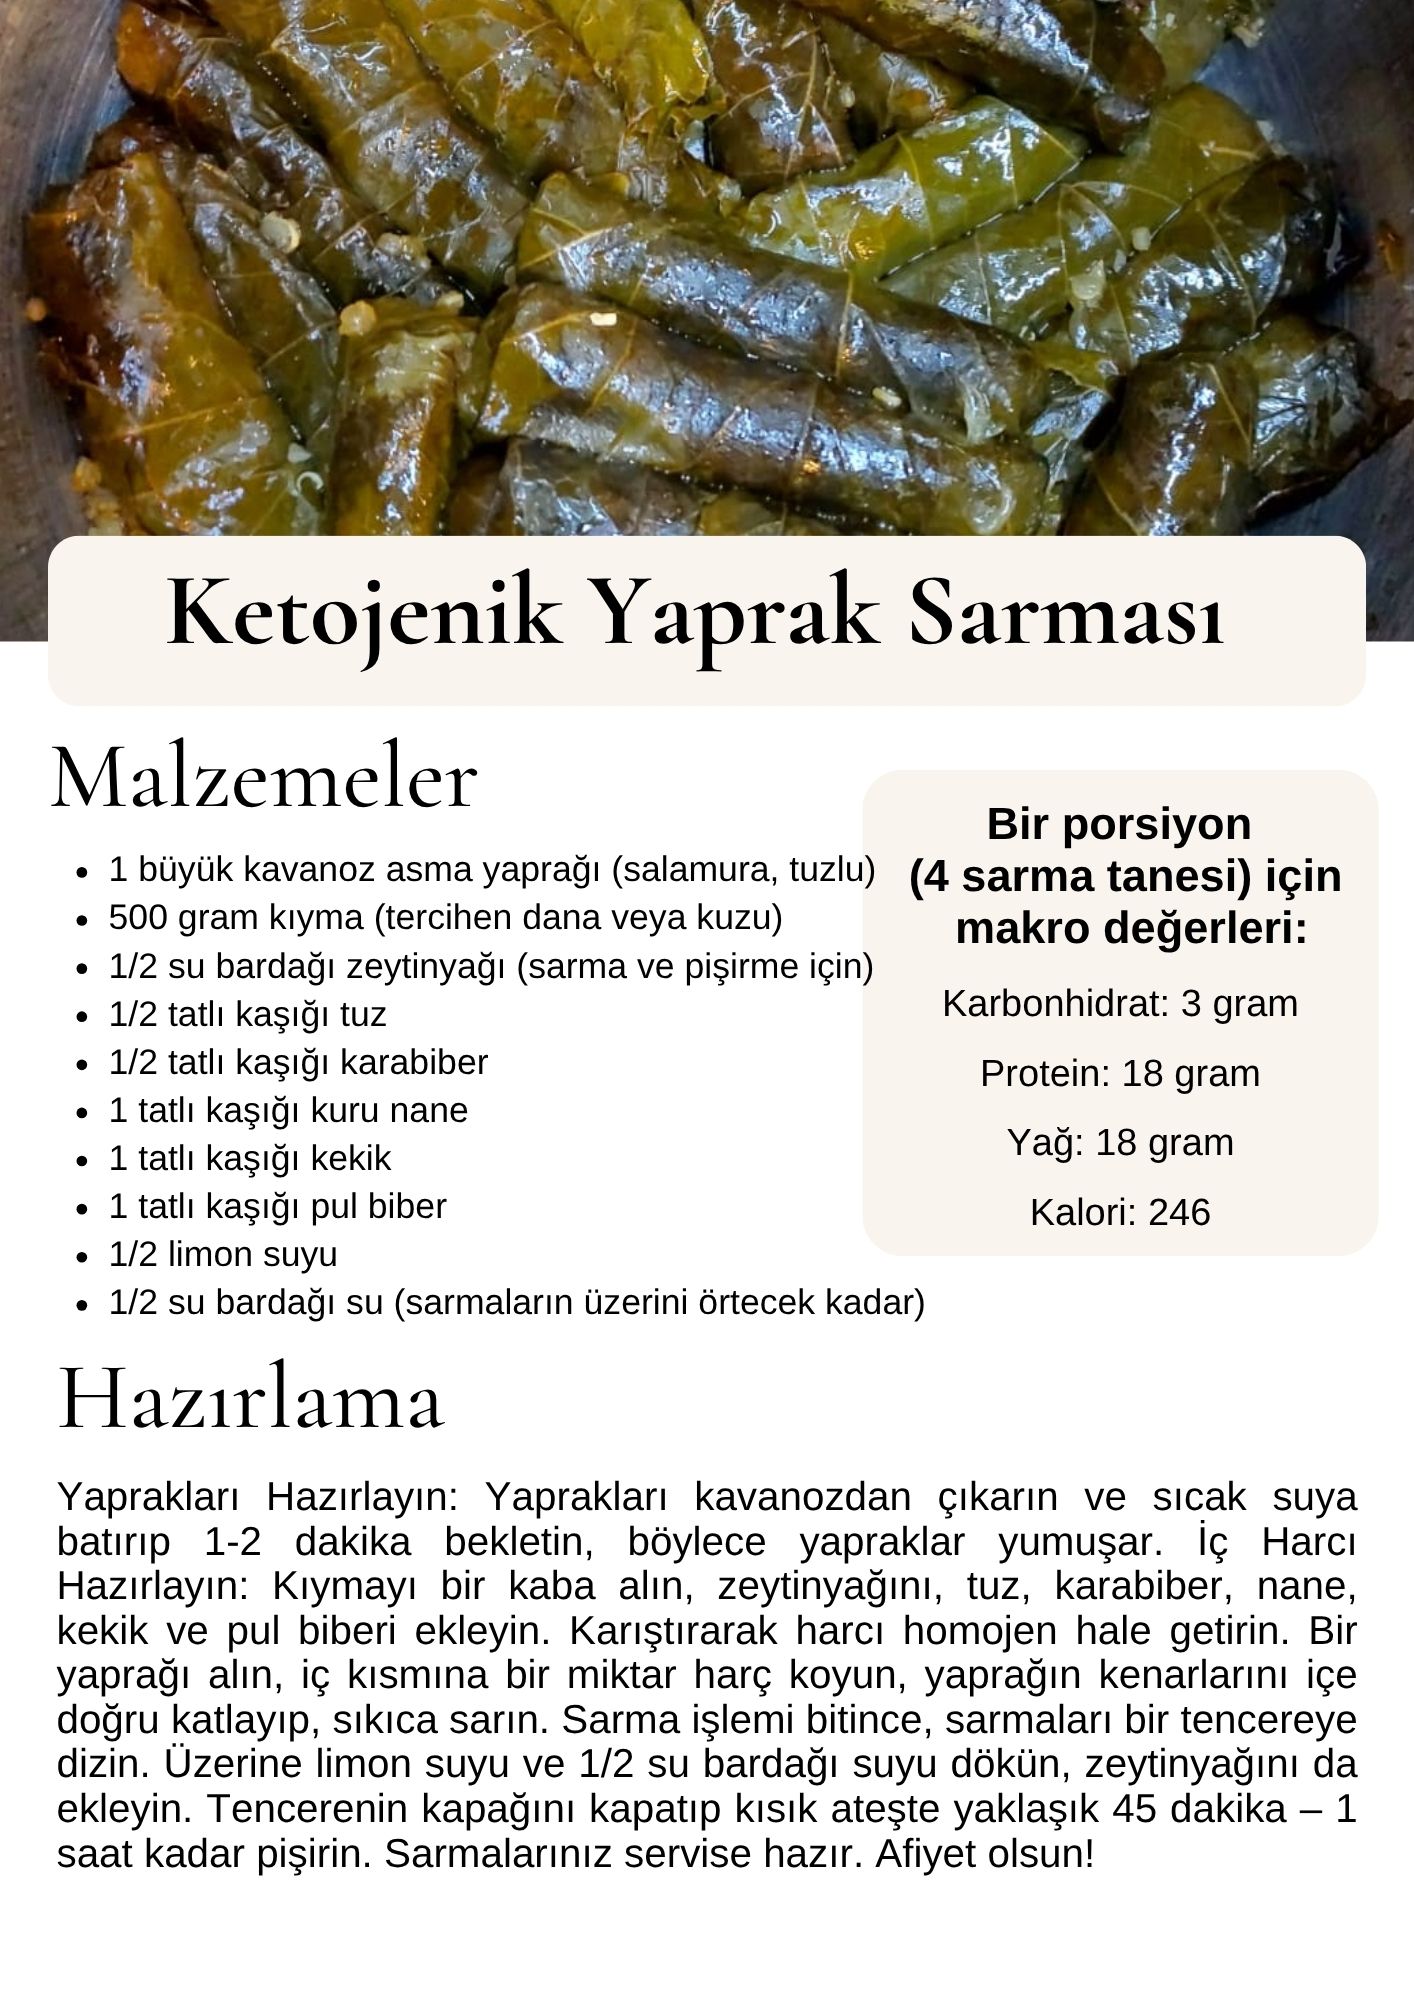 Ketojenik Yaprak Sarması
Malzemeler
• 1 büyük kavanoz asma yaprağı (salamura, tuzlu)
• 500 gram kıyma (tercihen dana veya kuzu)
• 1/2 su bardağı zeytinyağı (sarma ve pişirme için)
• 1/2 tatlı kaşığı tuz
• 1/2 tatlı kaşığı karabiber
• 1 tatlı kaşığı kuru nane
• 1 tatlı kaşığı kekik
• 1 tatlı kaşığı pul biber
• 1/2 limon suyu
• 1/2 su bardağı su (sarmaların üzerini örtecek kadar)
Bir porsiyon
(4 sarma tanesi) için
makro değerleri:
Karbonhidrat: 3 gram
Protein: 18 gram
Yağ: 18 gram
Kalori: 246
Hazırlama
Yaprakları Hazırlayın: Yaprakları kavanozdan çıkarın ve sıcak suya
batırıp 1-2 dakika bekletin, böylece yapraklar yumuşar. İç Harcı
Hazırlayın: Kıymayı bir kaba alın, zeytinyağını, tuz, karabiber, nane,
kekik ve pul biberi ekleyin. Karıştırarak harcı homojen hale getirin. Bir
yaprağı alın, iç kısmına bir miktar harç koyun, yaprağın kenarlarını içe
doğru katlayıp, sıkıca sarın. Sarma işlemi bitince, sarmaları bir tencereye
dizin. Üzerine limon suyu ve 1/2 su bardağı suyu dökün, zeytinyağını da
ekleyin. Tencerenin kapağını kapatıp kısık ateşte yaklaşık 45 dakika – 1
saat kadar pişirin. Sarmalarınız servise hazır. Afiyet olsun!